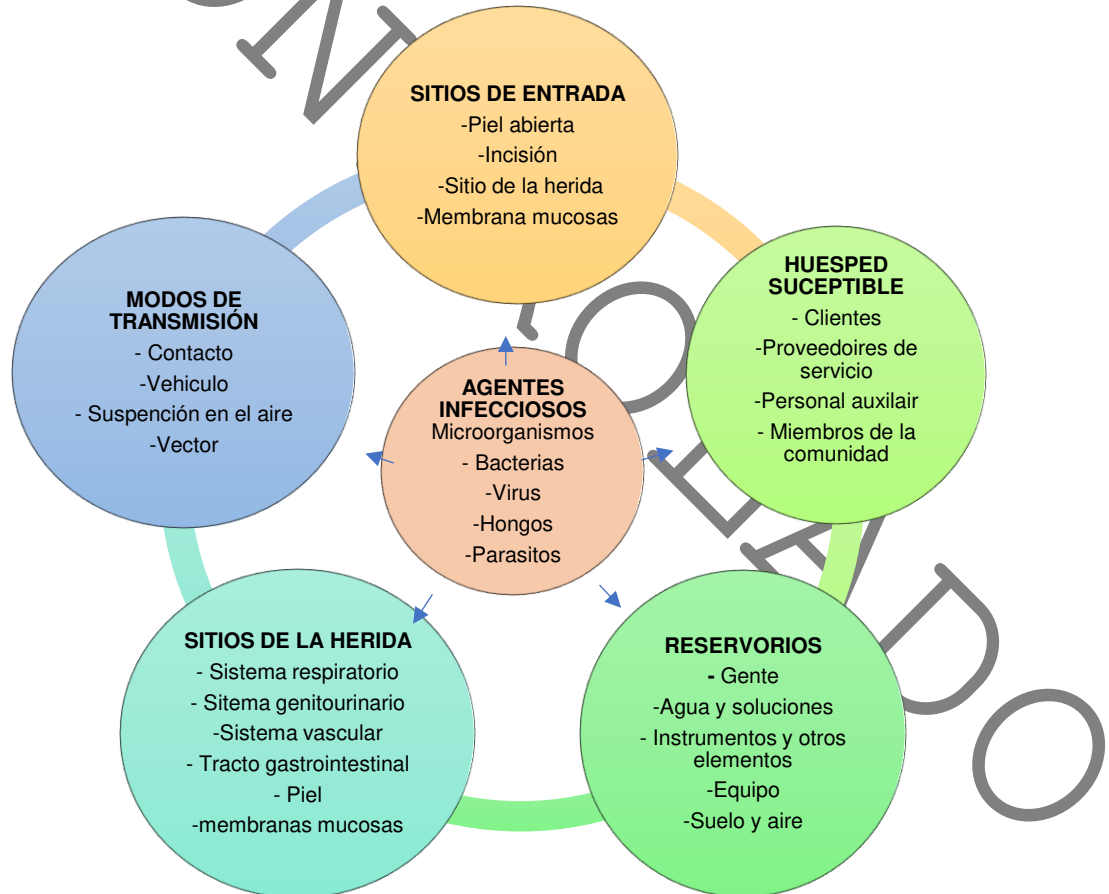 SITIOS DE ENTRADA
-Piel abierta
-Incisión
-Sitio de la herida
-Membrana mucosas
HUESPED
SUCEPTIBLE
- Clientes
-Proveedoires de
servicio
-Personal auxilair
- Miembros de la
comunidad
MODOS DE
TRANSMISIÓN
- Contacto
-Vehiculo
- Suspención en el aire
-Vector
AGENTES
INFECCIOSOS
Microorganismos
- Bacterias
-Virus
-Hongos
-Parasitos
SITIOS DE LA HERIDA
- Sistema respiratorio
- Sitema genitourinario
-Sistema vascular
- Tracto gastrointestinal
- Piel
-membranas mucosas
RESERVORIOS
- Gente
-Agua y soluciones
- Instrumentos y otros
elementos
-Equipo
-Suelo y aire